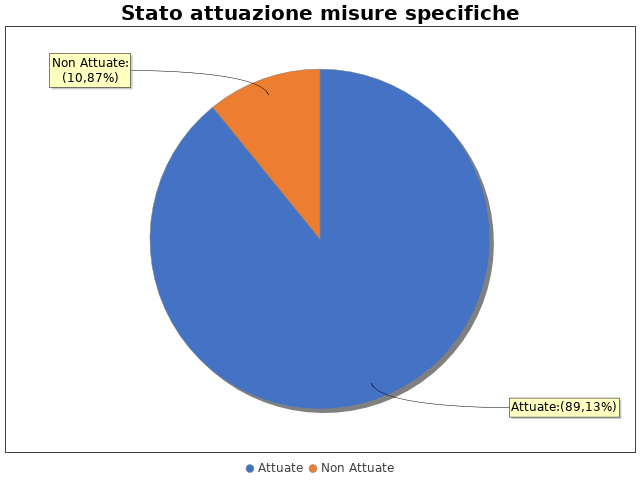 Stato attuazione misure specifiche
Non Attuate:
(10,87%)
Attuate:(89,13%)
Attuate Non Attuate